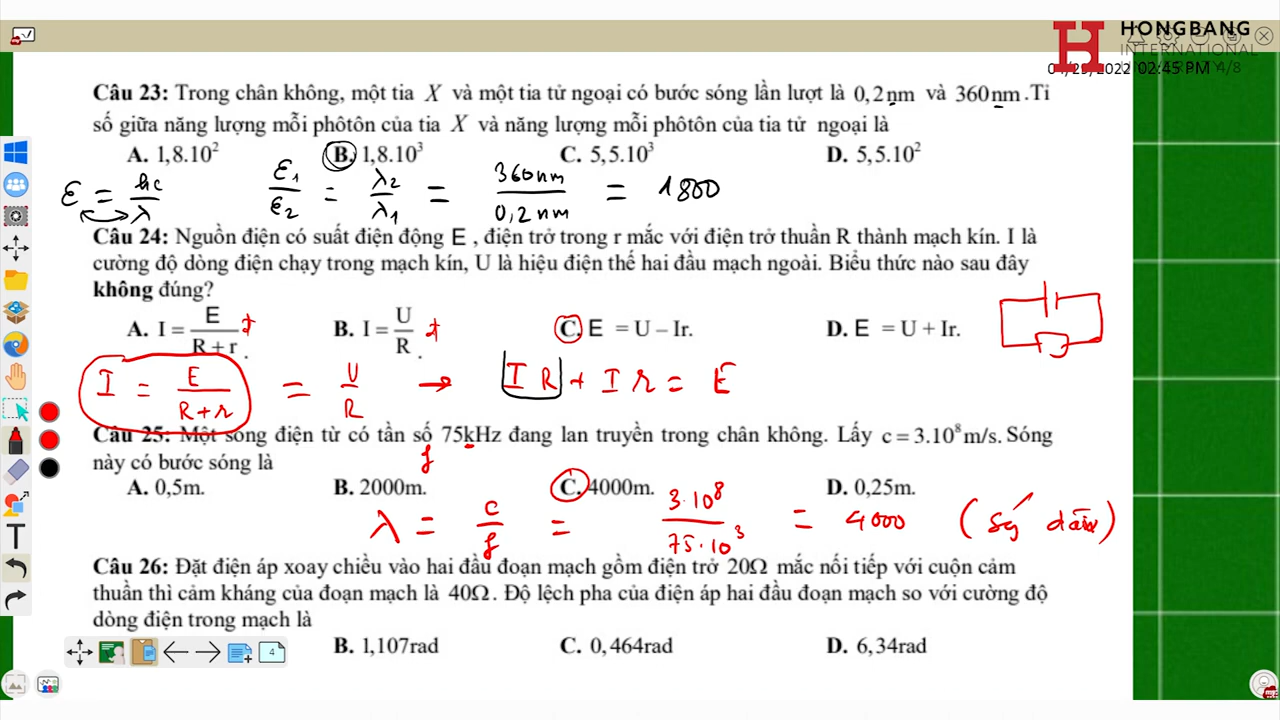 HONGBANG
INTERNATIONAL
UNIVERSITY 4/8
02:45 PM
Câu 23: Trong chân không, một tia X và một tia tử ngoại có bước sóng lần lượt là 0,2nm và 360nm.Tỉ
số giữa năng lượng mỗi phôtôn của tia X và năng lượng mỗi phôtôn của tia tử ngoại là
A. 1,8.10² B. 1,8.10³ C. 5,5.10³ D. 5,5.10²
ε = hc/λ ε₁/ε₂ = λ₂/λ₁ = 360nm/0,2nm = 1800
Câu 24: Nguồn điện có suất điện động E , điện trở trong r mắc với điện trở thuần R thành mạch kín. I là
cường độ dòng điện chạy trong mạch kín, U là hiệu điện thế hai đầu mạch ngoài. Biểu thức nào sau đây
không đúng?
A. I = E/(R + r). B. I = U/R. C. E = U – Ir. D. E = U + Ir.
I = E/(R+r) = U/R → IR + Ir = E
Câu 25: Một sóng điện từ có tần số 75kHz đang lan truyền trong chân không. Lấy c = 3.10⁸ m/s. Sóng
f
này có bước sóng là
A. 0,5m. B. 2000m. C. 4000m. D. 0,25m.
λ = c/f = 3.10⁸/75.10³ = 4000
Câu 26: Đặt điện áp xoay chiều vào hai đầu đoạn mạch gồm điện trở 20Ω mắc nối tiếp với cuộn cảm
thuần thì cảm kháng của đoạn mạch là 40Ω. Độ lệch pha của điện áp hai đầu đoạn mạch so với cường độ
dòng điện trong mạch là
B. 1,107rad C. 0,464rad D. 6,34rad
T
4